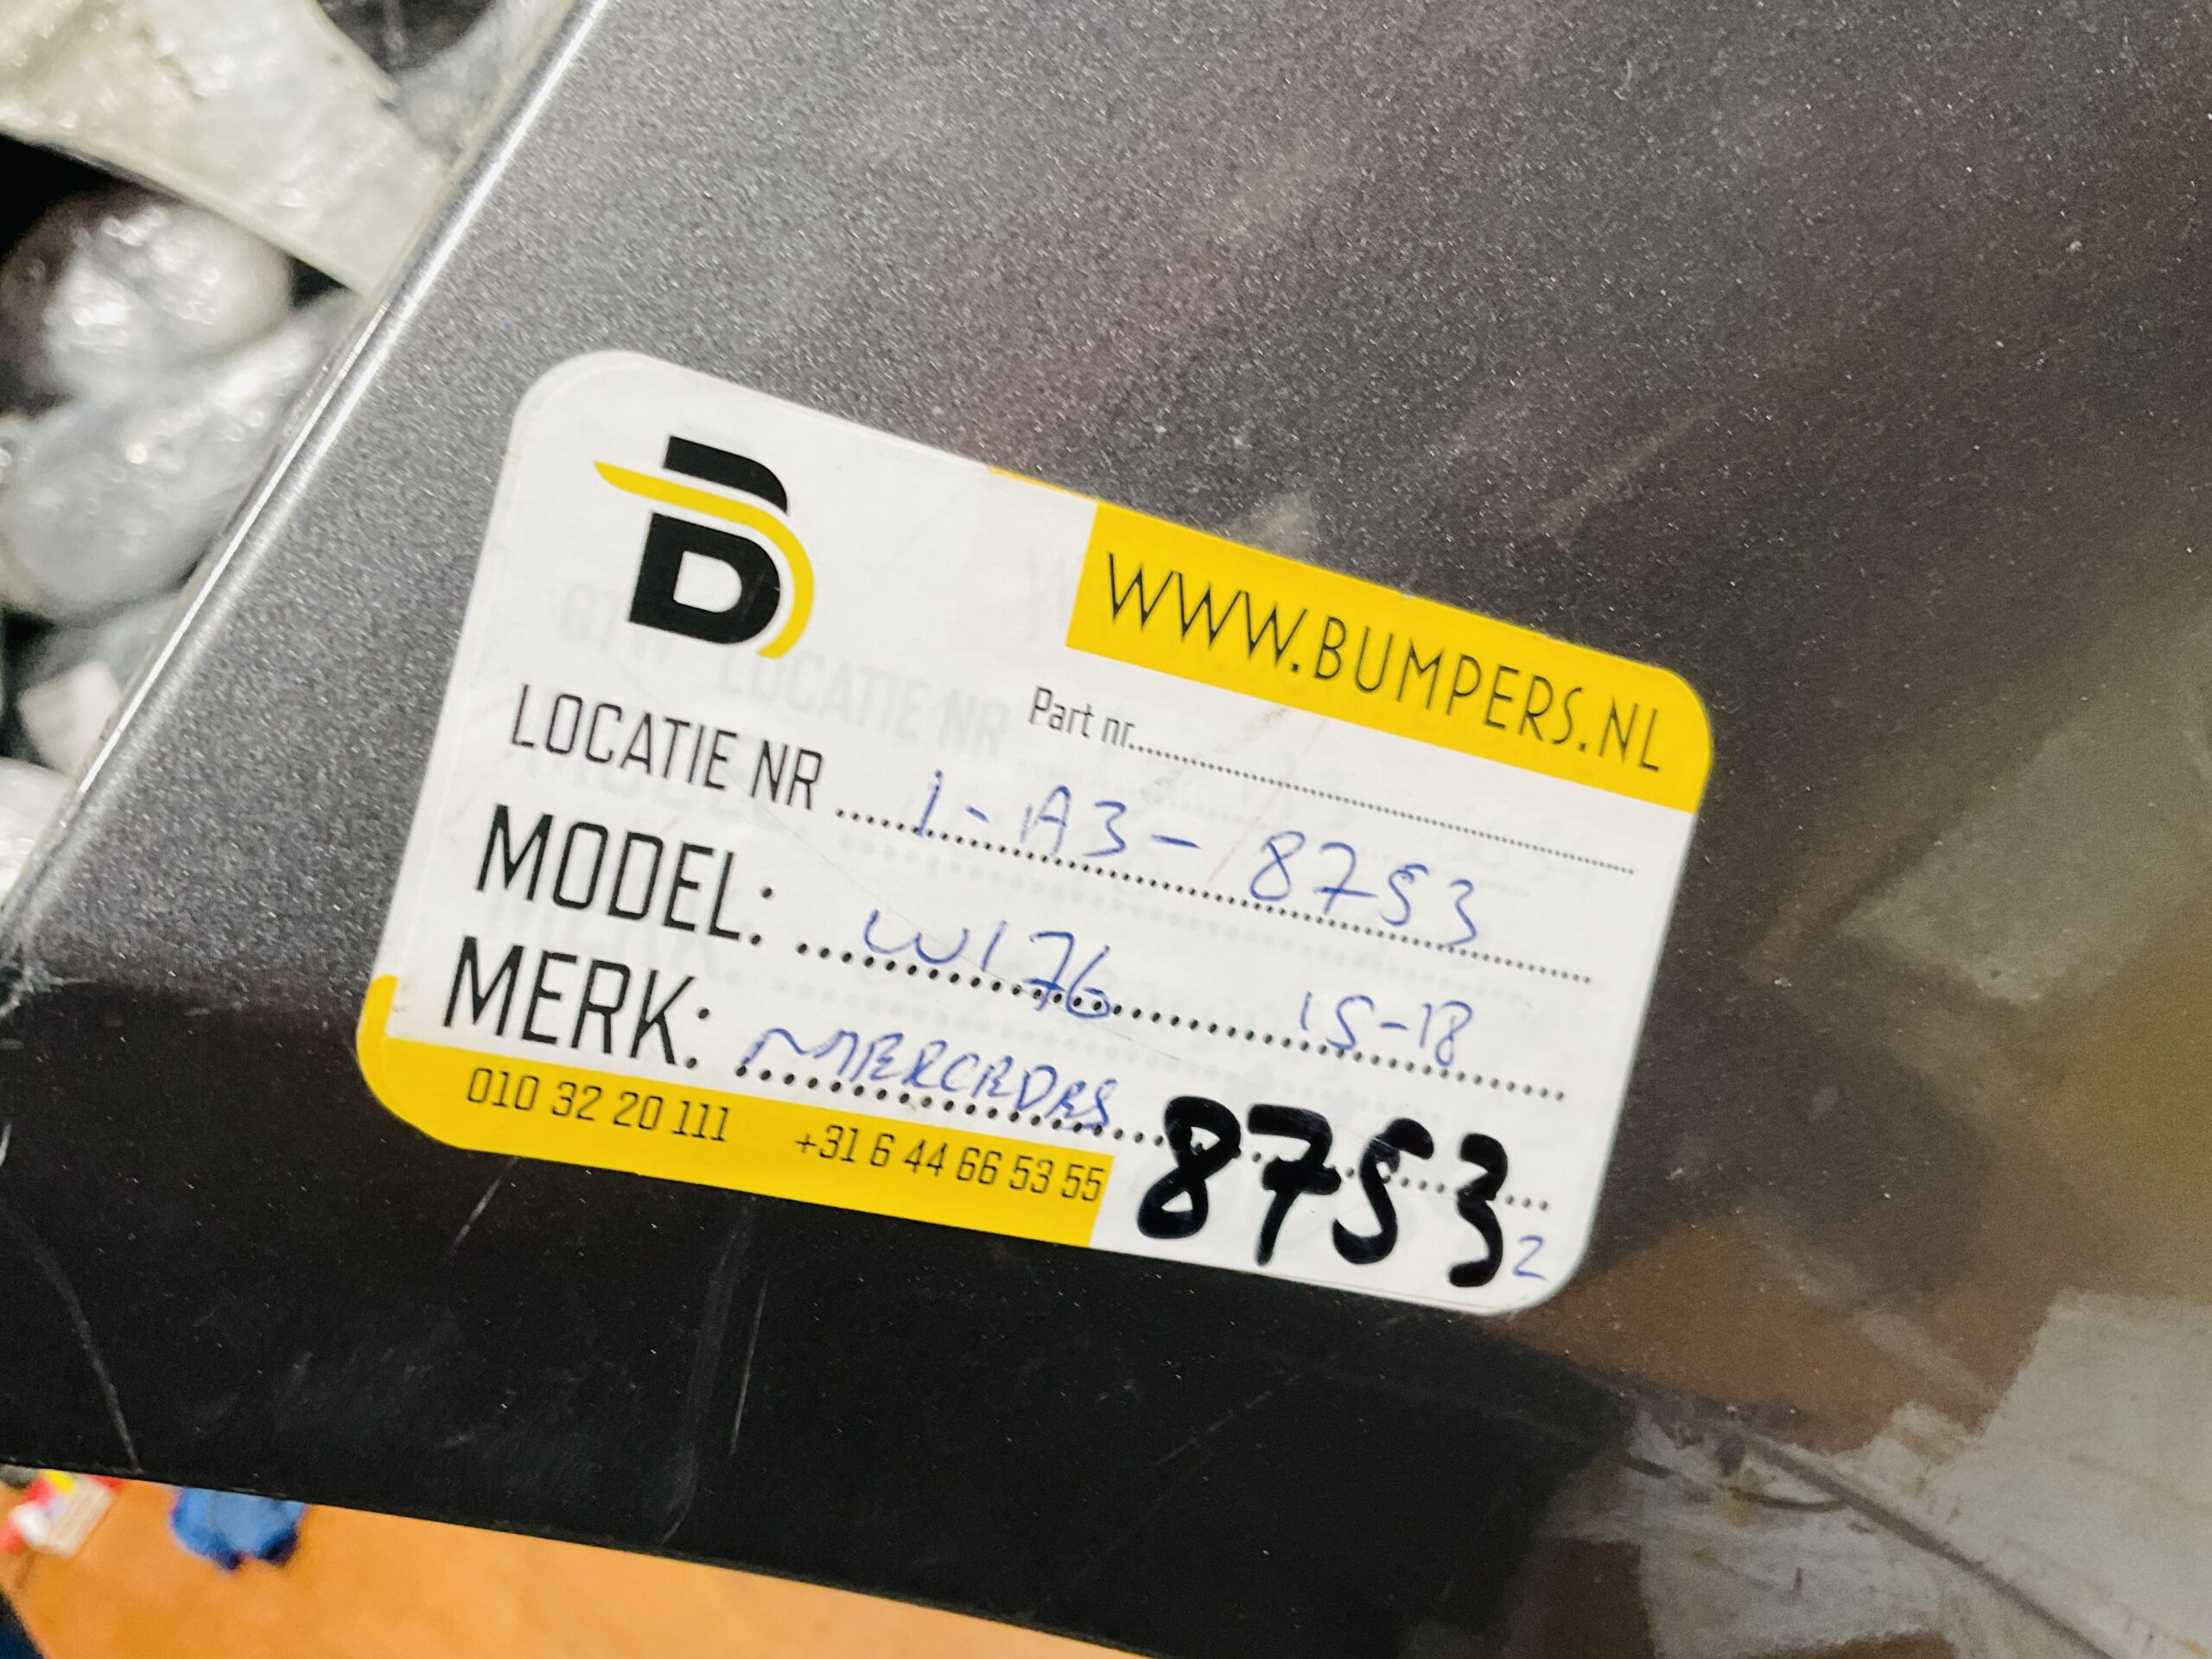 B
WWW.BUMPERS.NL
Part nr.
LOCATIE NR 1-A3-8753
MODEL: W176 15-18
MERK: MERCEDES
010 32 20 111 +31 6 44 66 53 55
8753 2